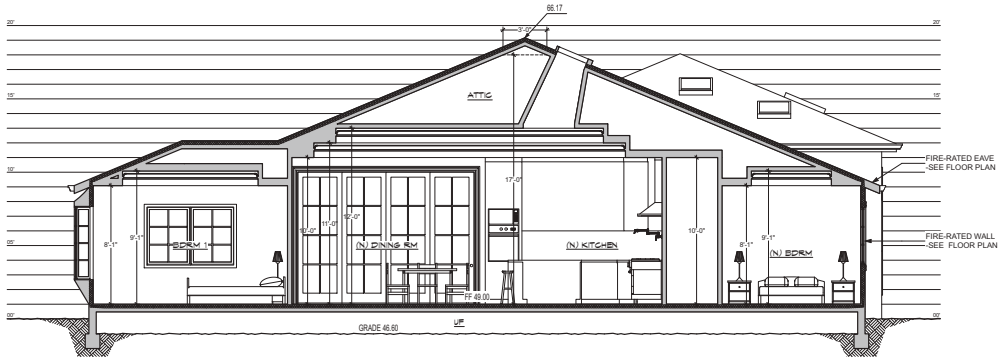 66.17
20'
20'
3'-0"
ATTIC
15'
15'
FIRE-RATED EAVE
-SEE FLOOR PLAN
10'
10'
17'-0"
8'-1"
9'-1"
10'-0"
11'-0"
12'-0"
10'-0"
8'-1"
9'-1"
FIRE-RATED WALL
-SEE FLOOR PLAN
05'
05'
BDRM 1
(N) DINING RM
(N) KITCHEN
(N) BDRM
FF 49.00
00'
00'
GRADE 46.60
UF